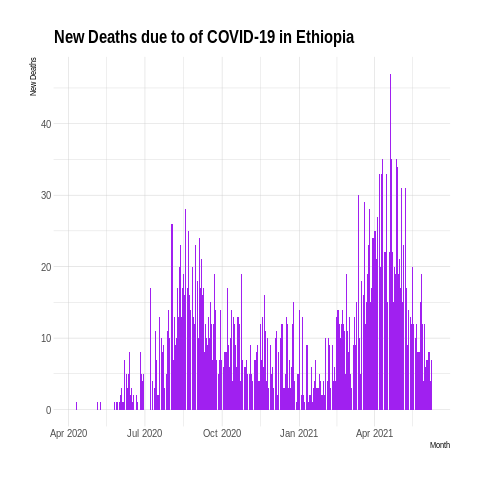 New Deaths due to of COVID-19 in Ethiopia
New Deaths
40
30
20
10
0
Apr 2020 Jul 2020 Oct 2020 Jan 2021 Apr 2021
Month